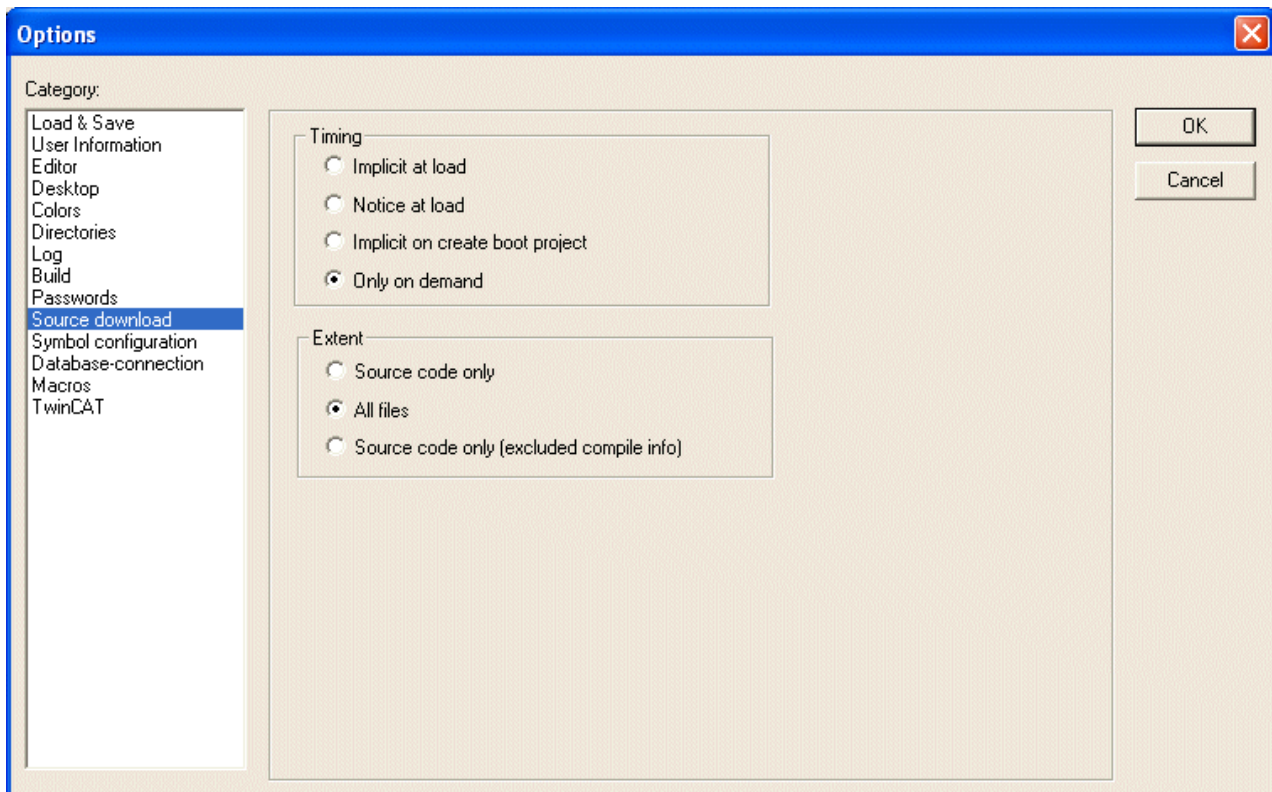 Options
Category:
Load & Save
User Information
Editor
Desktop
Colors
Directories
Log
Build
Passwords
Source download
Symbol configuration
Database-connection
Macros
TwinCAT
Timing
Implicit at load
Notice at load
Implicit on create boot project
Only on demand
Extent
Source code only
All files
Source code only (excluded compile info)
OK
Cancel